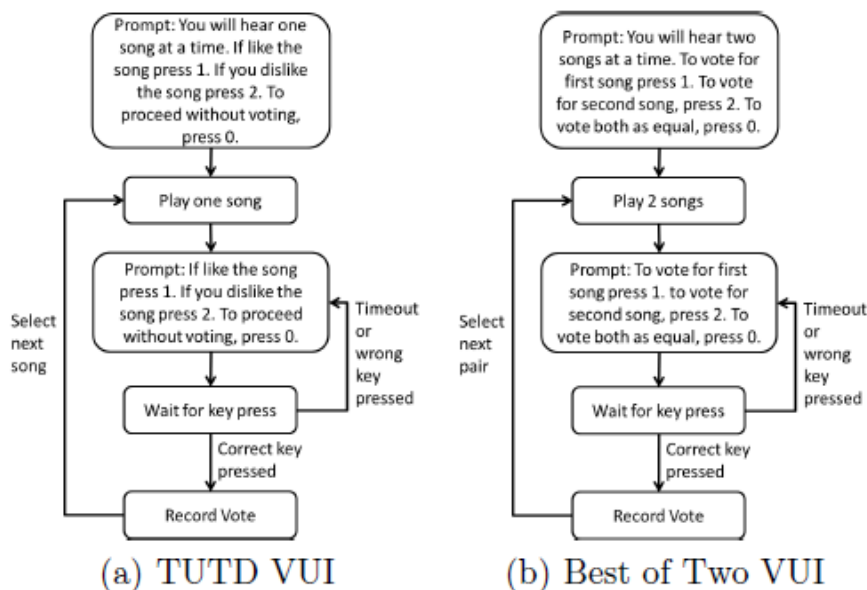 Prompt: You will hear one
song at a time. If like the
song press 1. If you dislike
the song press 2. To
proceed without voting,
press 0.
Play one song
Prompt: If like the song
press 1. If you dislike the
song press 2. To proceed
without voting, press 0.
Timeout
or
wrong
key
pressed
Select
next
song
Wait for key press
Correct key
pressed
Record Vote
(a) TUTD VUI
Prompt: You will hear two
songs at a time. To vote for
first song press 1. To vote
for second song, press 2. To
vote both as equal, press 0.
Play 2 songs
Prompt: To vote for first
song press 1. to vote for
second song, press 2. To
vote both as equal, press 0.
Timeout
or
wrong
key
pressed
Select
next
pair
Wait for key press
Correct key
pressed
Record Vote
(b) Best of Two VUI